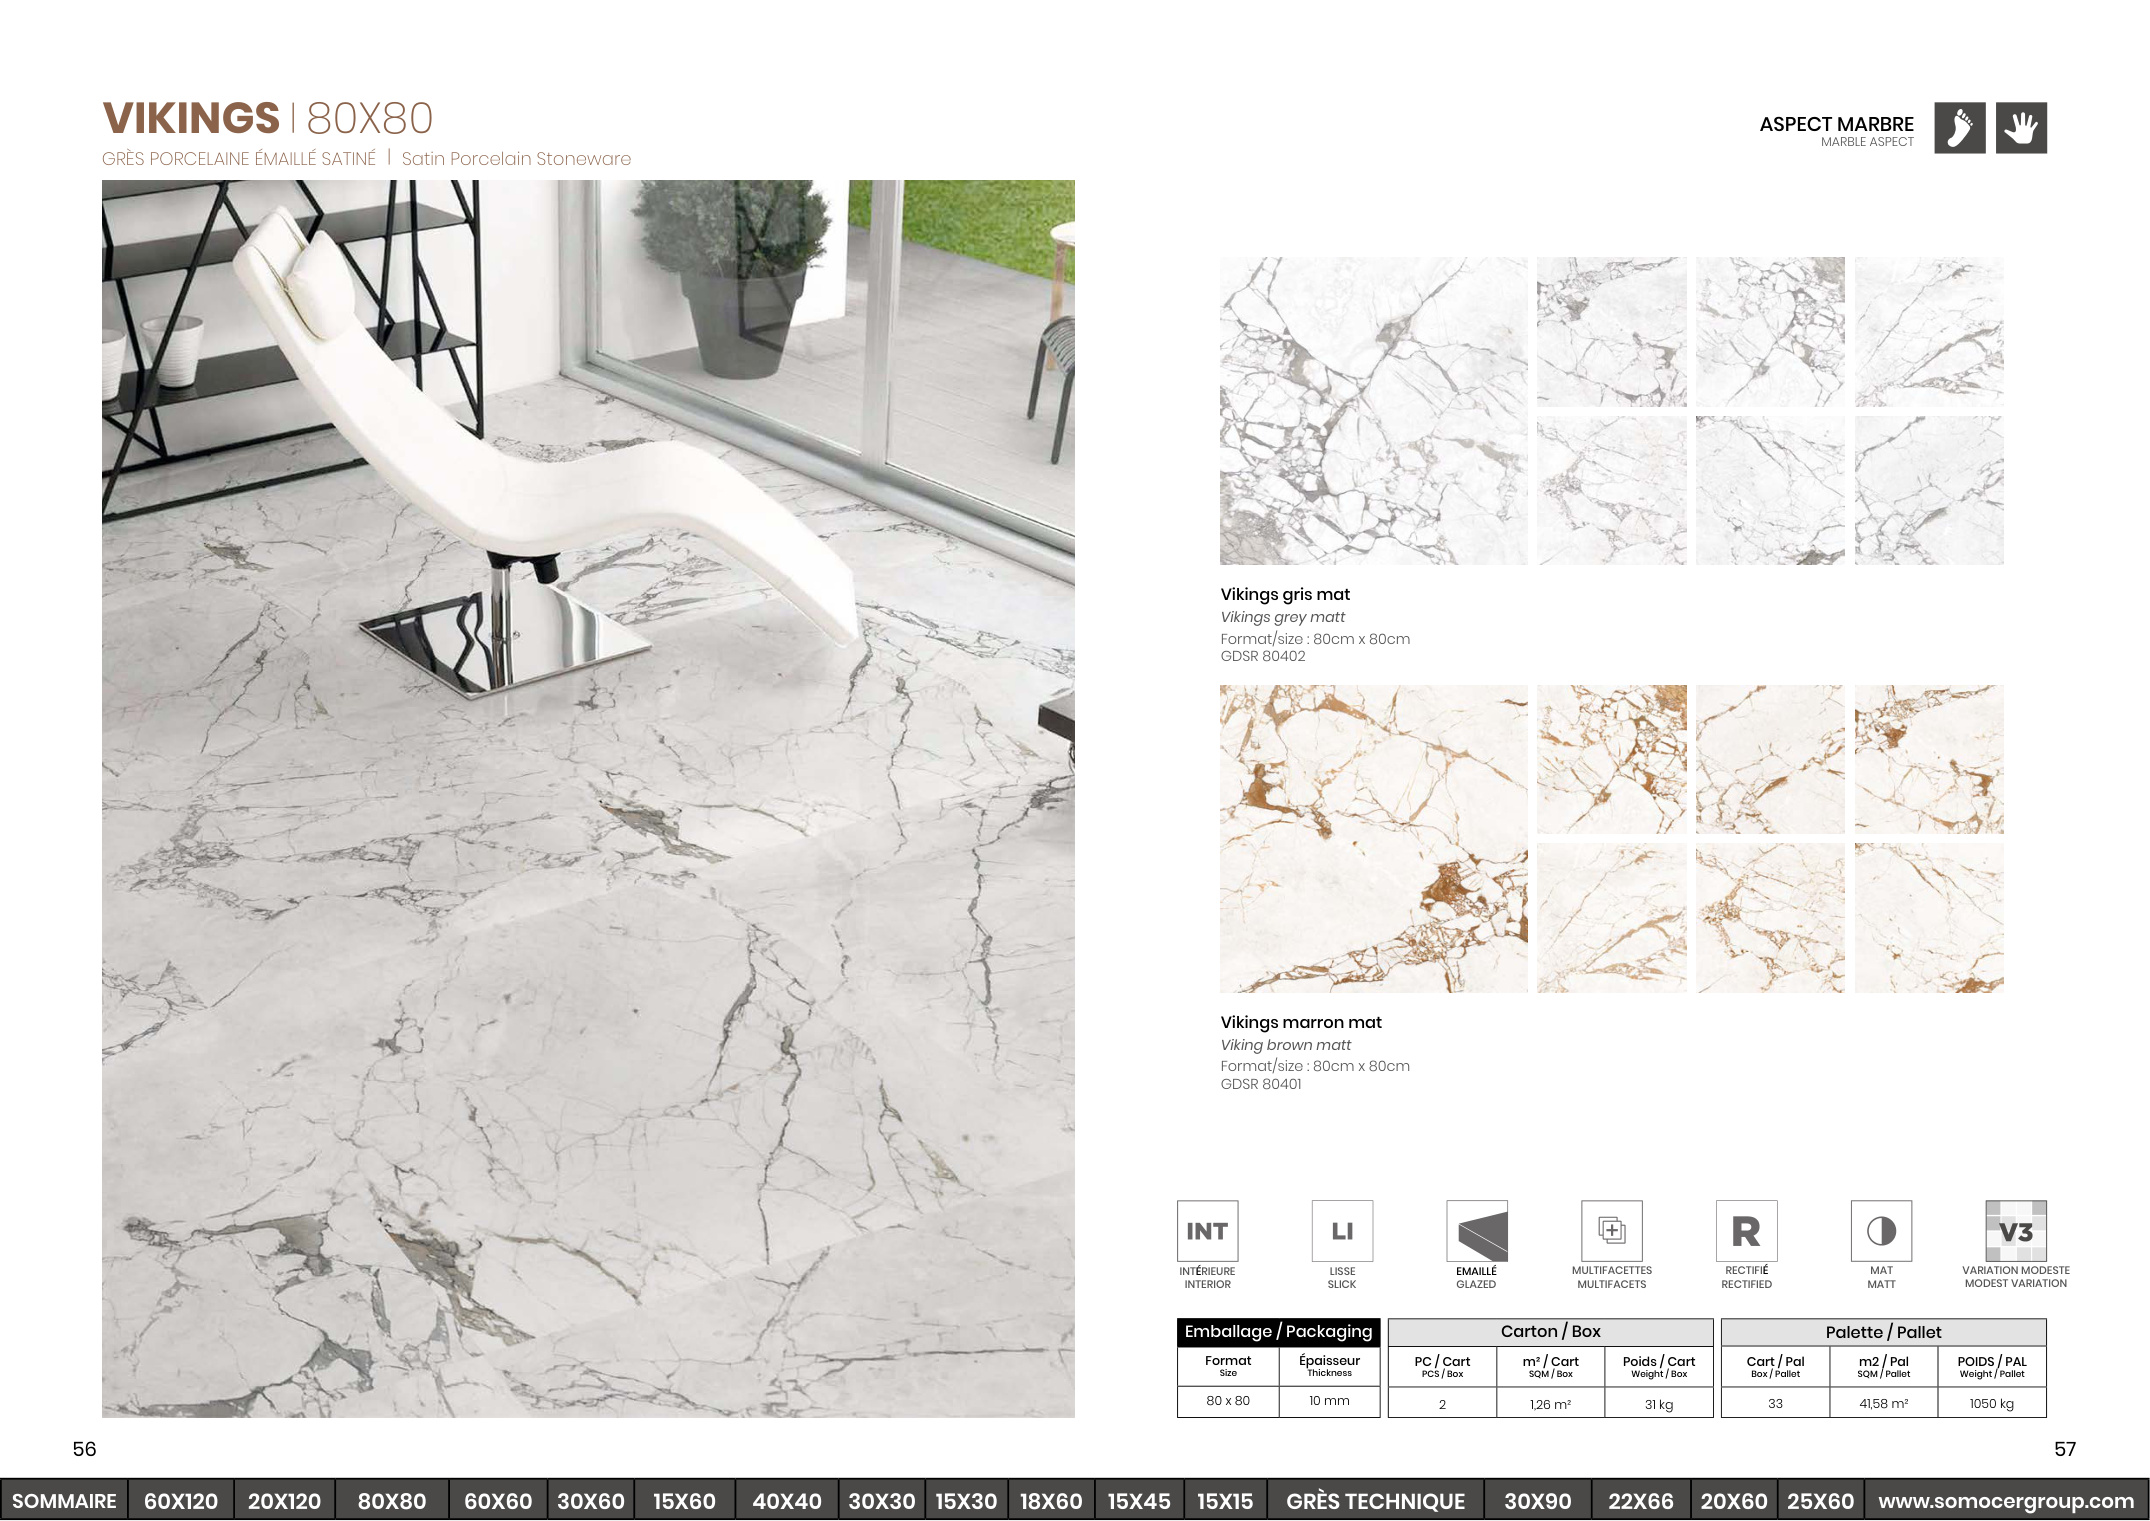 VIKINGS | 80X80
GRÈS PORCELAINE ÉMAILLÉ SATINÉ | Satin Porcelain Stoneware
ASPECT MARBRE
MARBLE ASPECT
Vikings gris mat
Vikings grey matt
Format/size : 80cm x 80cm
GDSR 80402
Vikings marron mat
Viking brown matt
Format/size : 80cm x 80cm
GDSR 80401
INT LI R V3
INTÉRIEURE LISSE EMAILLÉ MULTIFACETTES RECTIFIÉ MAT VARIATION MODESTE
INTERIOR SLICK GLAZED MULTIFACETS RECTIFIED MATT MODEST VARIATION
Emballage / Packaging Carton / Box Palette / Pallet
Format Épaisseur PC / Cart m² / Cart Poids / Cart Cart / Pal m2 / Pal POIDS / PAL
Size Thickness PCS / Box SQM / Box Weight / Box Box / Pallet SQM / Pallet Weight / Pallet
80 x 80 10 mm 2 1,26 m² 31 kg 33 41,58 m² 1050 kg
56 57
SOMMAIRE 60X120 20X120 80X80 60X60 30X60 15X60 40X40 30X30 15X30 18X60 15X45 15X15 GRÈS TECHNIQUE 30X90 22X66 20X60 25X60 www.somocergroup.com